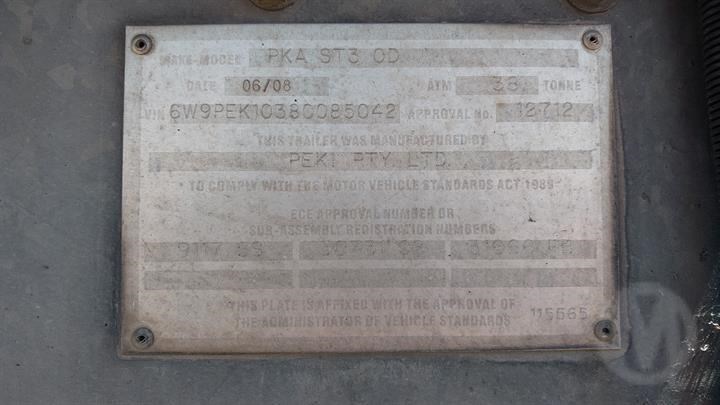 MAKE-MODEL PKA ST3 OD
DATE 06/08 ATM 38 TONNE
VIN 6W9PEK10380085042 APPROVAL No. 12712
THIS TRAILER WAS MANUFACTURED BY
PEKI PTY LTD
TO COMPLY WITH THE MOTOR VEHICLE STANDARDS ACT 1989
ECE APPROVAL NUMBER OR
SUB-ASSEMBLY REGISTRATION NUMBERS
9117 SS
THIS PLATE IS AFFIXED WITH THE APPROVAL OF
THE ADMINISTRATOR OF VEHICLE STANDARDS 115565